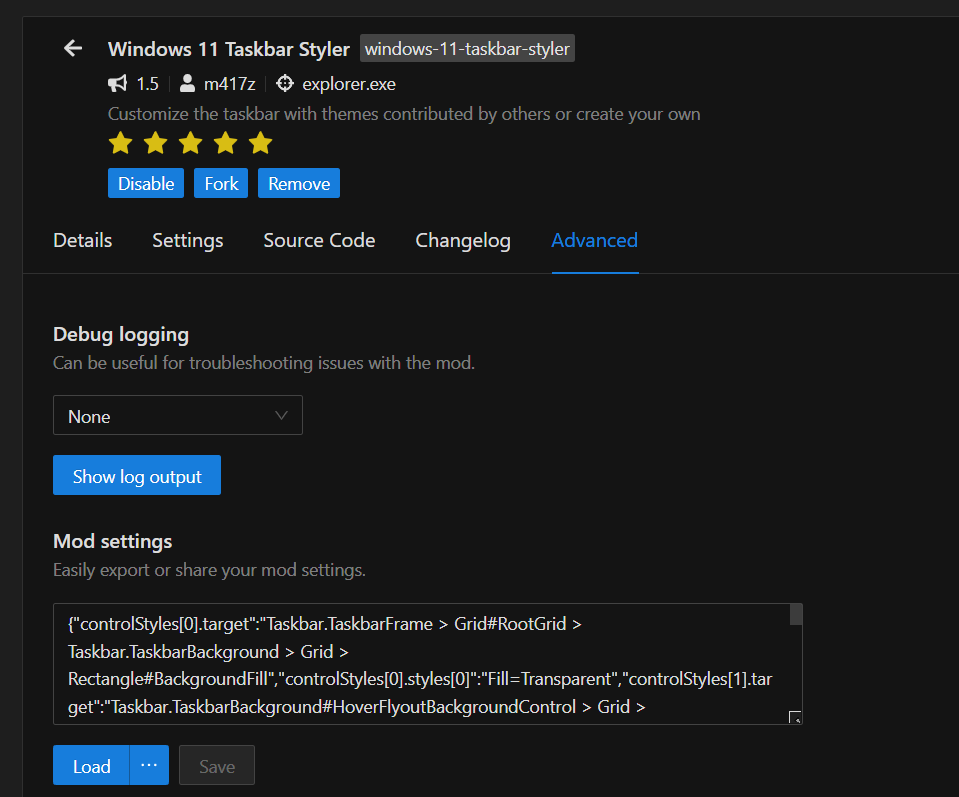 Windows 11 Taskbar Styler windows-11-taskbar-styler
1.5 m417z explorer.exe
Customize the taskbar with themes contributed by others or create your own
Disable Fork Remove
Details Settings Source Code Changelog Advanced
Debug logging
Can be useful for troubleshooting issues with the mod.
None
Show log output
Mod settings
Easily export or share your mod settings.
{"controlStyles[0].target":"Taskbar.TaskbarFrame > Grid#RootGrid >
Taskbar.TaskbarBackground > Grid >
Rectangle#BackgroundFill","controlStyles[0].styles[0]":"Fill=Transparent","controlStyles[1].tar
get":"Taskbar.TaskbarBackground#HoverFlyoutBackgroundControl > Grid >
Load ··· Save